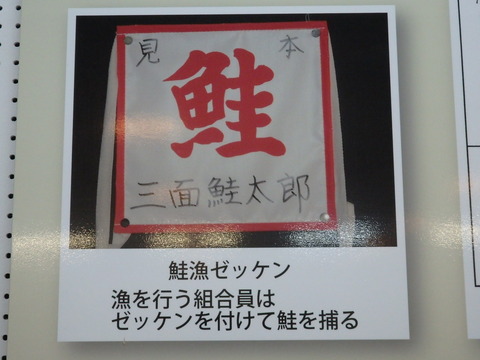 見本
鮭
三面鮭太郎
鮭漁ゼッケン
漁を行う組合員は
ゼッケンを付けて鮭を捕る